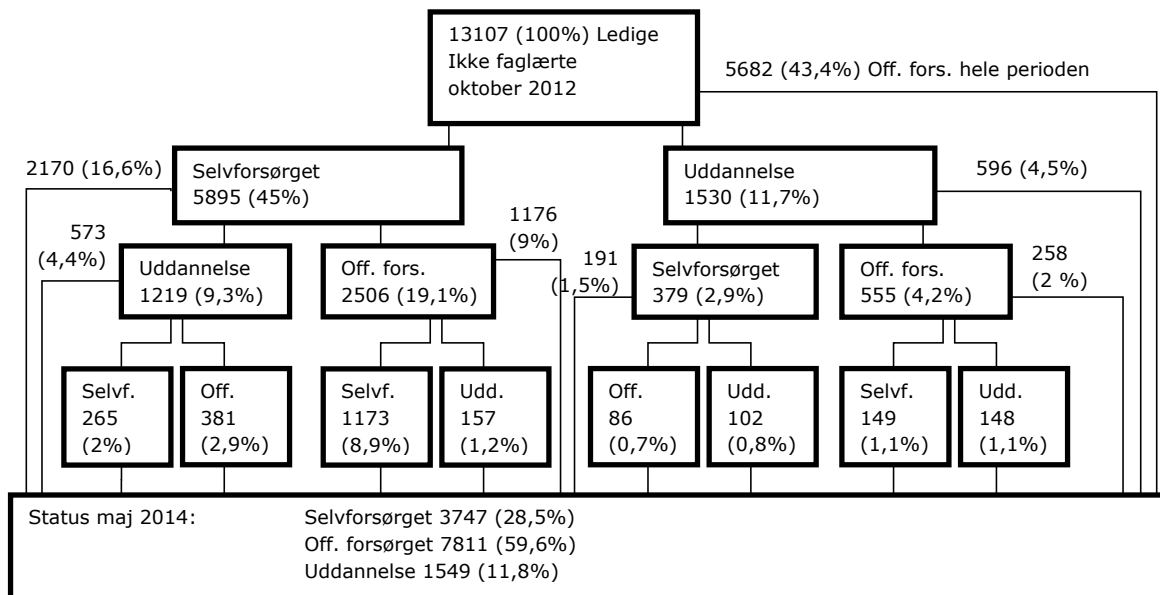 13107 (100%) Ledige
Ikke faglærte
oktober 2012
5682 (43,4%) Off. fors. hele perioden
2170 (16,6%)
Selvforsørget
5895 (45%)
Uddannelse
1530 (11,7%)
596 (4,5%)
573
(4,4%)
Uddannelse
1219 (9,3%)
Off. fors.
2506 (19,1%)
1176
(9%)
191
(1,5%)
Selvforsørget
379 (2,9%)
Off. fors.
555 (4,2%)
258
(2 %)
Selvf.
265
(2%)
Off.
381
(2,9%)
Selvf.
1173
(8,9%)
Udd.
157
(1,2%)
Off.
86
(0,7%)
Udd.
102
(0,8%)
Selvf.
149
(1,1%)
Udd.
148
(1,1%)
Status maj 2014: Selvforsørget 3747 (28,5%)
Off. forsørget 7811 (59,6%)
Uddannelse 1549 (11,8%)